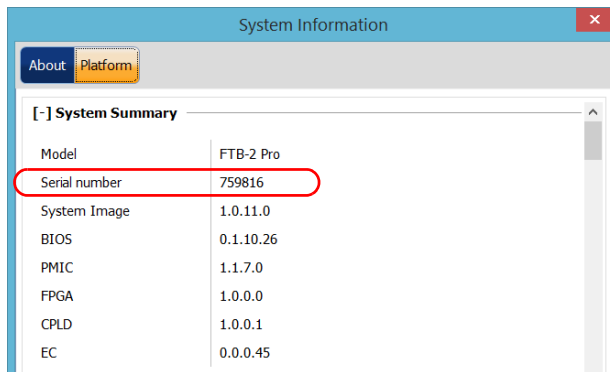 System Information
About Platform
[-] System Summary
Model FTB-2 Pro
Serial number 759816
System Image 1.0.11.0
BIOS 0.1.10.26
PMIC 1.1.7.0
FPGA 1.0.0.0
CPLD 1.0.0.1
EC 0.0.0.45